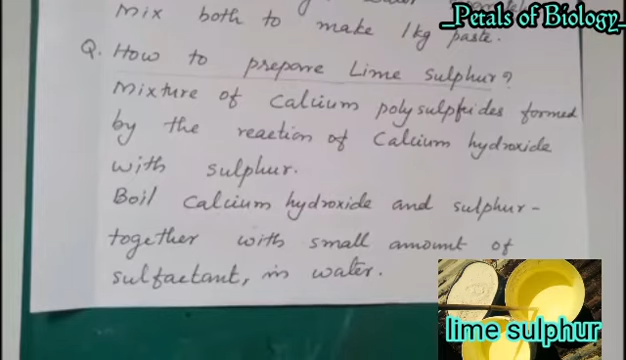 _Petals of Biology_
Mix both to make 1kg paste.
Q. How to prepare Lime Sulphur?
Mixture of Calcium polysulphides formed
by the reaction of Calcium hydroxide
with sulphur.
Boil Calcium hydroxide and sulphur-
together with small amount of
sulfactant, in water.
lime sulphur